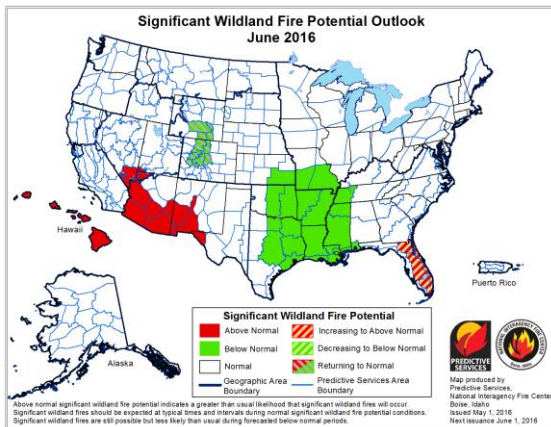 Significant Wildland Fire Potential Outlook
June 2016
Hawaii
Puerto Rico
Alaska
Significant Wildland Fire Potential
Above Normal
Increasing to Above Normal
Below Normal
Decreasing to Below Normal
Normal
Returning to Normal
Geographic Area
Boundary
Predictive Services Area
Boundary
PREDICTIVE
SERVICES
NATIONAL INTERAGENCY FIRE CENTER
Map produced by
Predictive Services,
National Interagency Fire Center
Boise, Idaho
Issued May 1, 2016
Next issuance June 1, 2016
Above normal significant wildland fire potential indicates a greater than usual likelihood that significant wildland fires will occur.
Significant wildland fires should be expected at typical times and intervals during normal significant wildland fire potential conditions.
Significant wildland fires are still possible but less likely than usual during forecasted below normal periods.